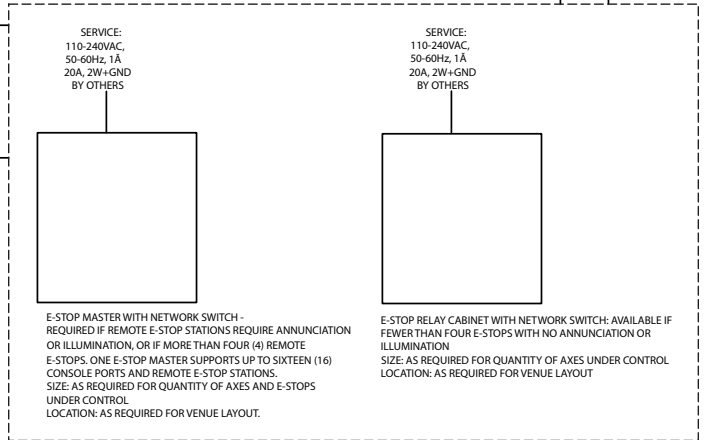 SERVICE:
110-240VAC,
50-60Hz, 1Å
20A, 2W+GND
BY OTHERS
E-STOP MASTER WITH NETWORK SWITCH -
REQUIRED IF REMOTE E-STOP STATIONS REQUIRE ANNUNCIATION
OR ILLUMINATION, OR IF MORE THAN FOUR (4) REMOTE
E-STOPS. ONE E-STOP MASTER SUPPORTS UP TO SIXTEEN (16)
CONSOLE PORTS AND REMOTE E-STOP STATIONS.
SIZE: AS REQUIRED FOR QUANTITY OF AXES AND E-STOPS
UNDER CONTROL
LOCATION: AS REQUIRED FOR VENUE LAYOUT.
SERVICE:
110-240VAC,
50-60Hz, 1Å
20A, 2W+GND
BY OTHERS
E-STOP RELAY CABINET WITH NETWORK SWITCH: AVAILABLE IF
FEWER THAN FOUR E-STOPS WITH NO ANNUNCIATION OR
ILLUMINATION
SIZE: AS REQUIRED FOR QUANTITY OF AXES UNDER CONTROL
LOCATION: AS REQUIRED FOR VENUE LAYOUT